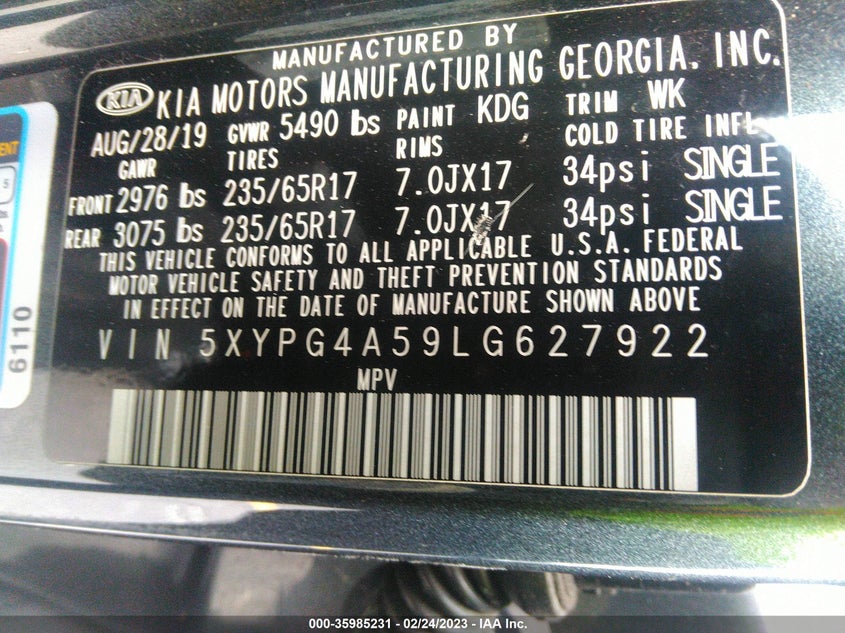 MANUFACTURED BY
KIA KIA MOTORS MANUFACTURING GEORGIA, INC.
AUG/28/19 GVWR 5490 lbs PAINT KDG TRIM WK
GAWR TIRES RIMS COLD TIRE INFL.
FRONT 2976 lbs 235/65R17 7.0JX17 34psi SINGLE
REAR 3075 lbs 235/65R17 7.0JX17 34psi SINGLE
THIS VEHICLE CONFORMS TO ALL APPLICABLE U.S.A. FEDERAL
MOTOR VEHICLE SAFETY AND THEFT PREVENTION STANDARDS
IN EFFECT ON THE DATE OF MANUFACTURE SHOWN ABOVE
VIN 5XYPG4A59LG627922
MPV
5
6110
000-35985231 - 02/24/2023 - IAA Inc.